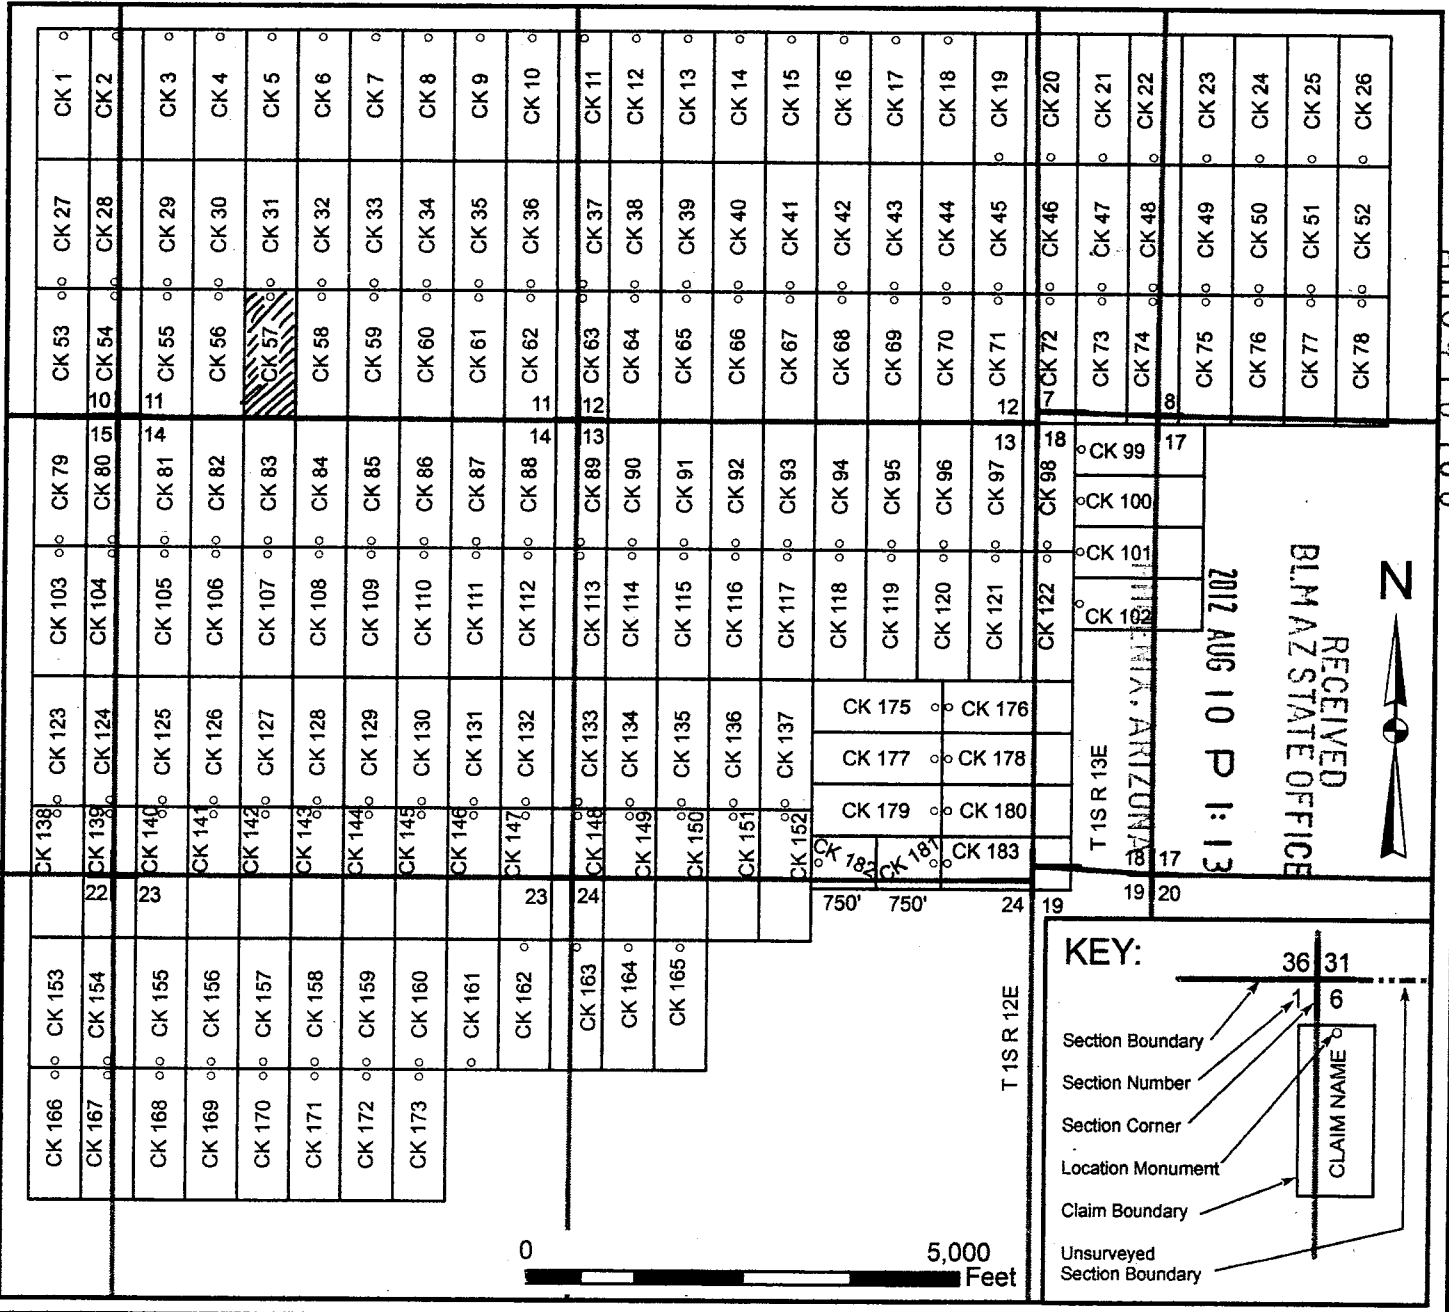 CK 1 CK 2 CK 3 CK 4 CK 5 CK 6 CK 7 CK 8 CK 9 CK 10 CK 11 CK 12 CK 13 CK 14 CK 15 CK 16 CK 17 CK 18 CK 19 CK 20 CK 21 CK 22 CK 23 CK 24 CK 25 CK 26
CK 27 CK 28 CK 29 CK 30 CK 31 CK 32 CK 33 CK 34 CK 35 CK 36 CK 37 CK 38 CK 39 CK 40 CK 41 CK 42 CK 43 CK 44 CK 45 CK 46 CK 47 CK 48 CK 49 CK 50 CK 51 CK 52
CK 53 CK 54 CK 55 CK 56 CK 57 CK 58 CK 59 CK 60 CK 61 CK 62 CK 63 CK 64 CK 65 CK 66 CK 67 CK 68 CK 69 CK 70 CK 71 CK 72 CK 73 CK 74 CK 75 CK 76 CK 77 CK 78
10 11 11 12 12 7 8
15 14 14 13 13 18 17
CK 79 CK 80 CK 81 CK 82 CK 83 CK 84 CK 85 CK 86 CK 87 CK 88 CK 89 CK 90 CK 91 CK 92 CK 93 CK 94 CK 95 CK 96 CK 97 CK 98
CK 99
CK 100
CK 101
CK 102
CK 103 CK 104 CK 105 CK 106 CK 107 CK 108 CK 109 CK 110 CK 111 CK 112 CK 113 CK 114 CK 115 CK 116 CK 117 CK 118 CK 119 CK 120 CK 121 CK 122
CK 123 CK 124 CK 125 CK 126 CK 127 CK 128 CK 129 CK 130 CK 131 CK 132 CK 133 CK 134 CK 135 CK 136 CK 137
CK 175 CK 176
CK 177 CK 178
CK 179 CK 180
CK 138 CK 139 CK 140 CK 141 CK 142 CK 143 CK 144 CK 145 CK 146 CK 147 CK 148 CK 149 CK 150 CK 151 CK 152
CK 182 CK 181 CK 183
18 17
22 23 23 24 24 19 19 20
750' 750'
CK 153 CK 154 CK 155 CK 156 CK 157 CK 158 CK 159 CK 160 CK 161 CK 162 CK 163 CK 164 CK 165
CK 166 CK 167 CK 168 CK 169 CK 170 CK 171 CK 172 CK 173
T 1S R 13E
T 1S R 12E
RECEIVED
BLM AZ STATE OFFICE
2012 AUG 10 P 1: 13
ARIZONA
N
0 5,000
Feet
KEY:
36 31
1 6
Section Boundary
Section Number
Section Corner
Location Monument
Claim Boundary
Unsurveyed
Section Boundary
CLAIM NAME